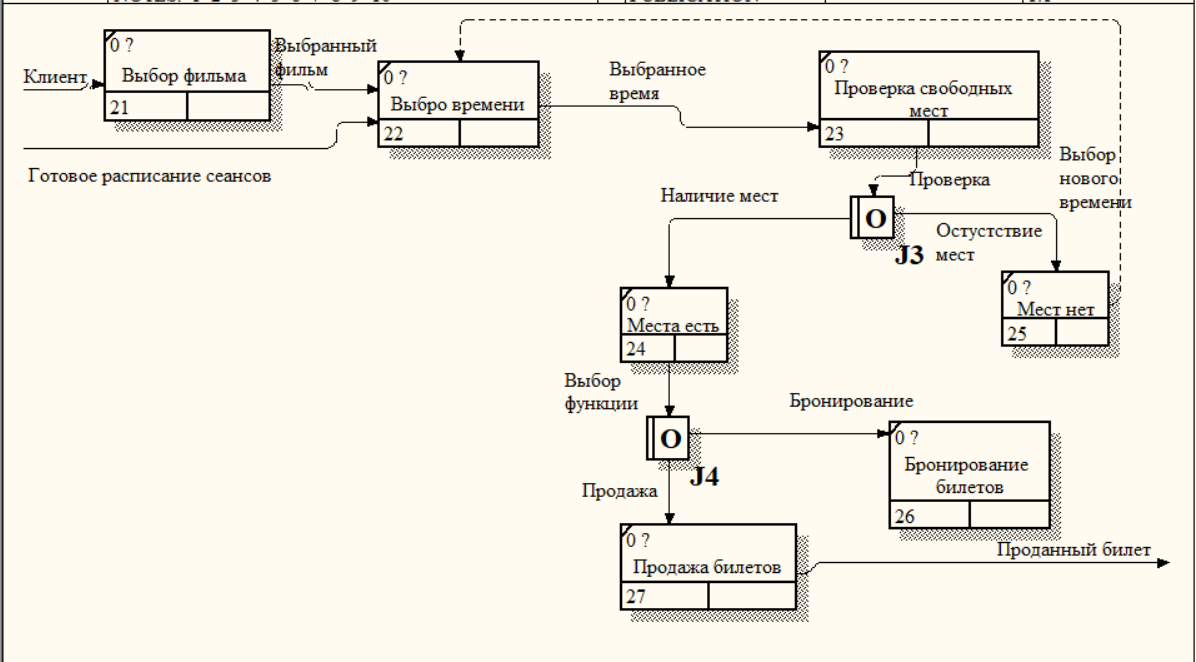 0 ?
Выбор фильма
21
Клиент
Выбранный
фильм
0 ?
Выбро времени
22
Готовое расписание сеансов
Выбранное
время
0 ?
Проверка свободных
мест
23
Выбор
нового
времени
Проверка
Наличие мест
O
J3
Остутствие
мест
0 ?
Места есть
24
0 ?
Мест нет
25
Выбор
функции
O
J4
Бронирование
0 ?
Бронирование
билетов
26
Продажа
0 ?
Продажа билетов
27
Проданный билет